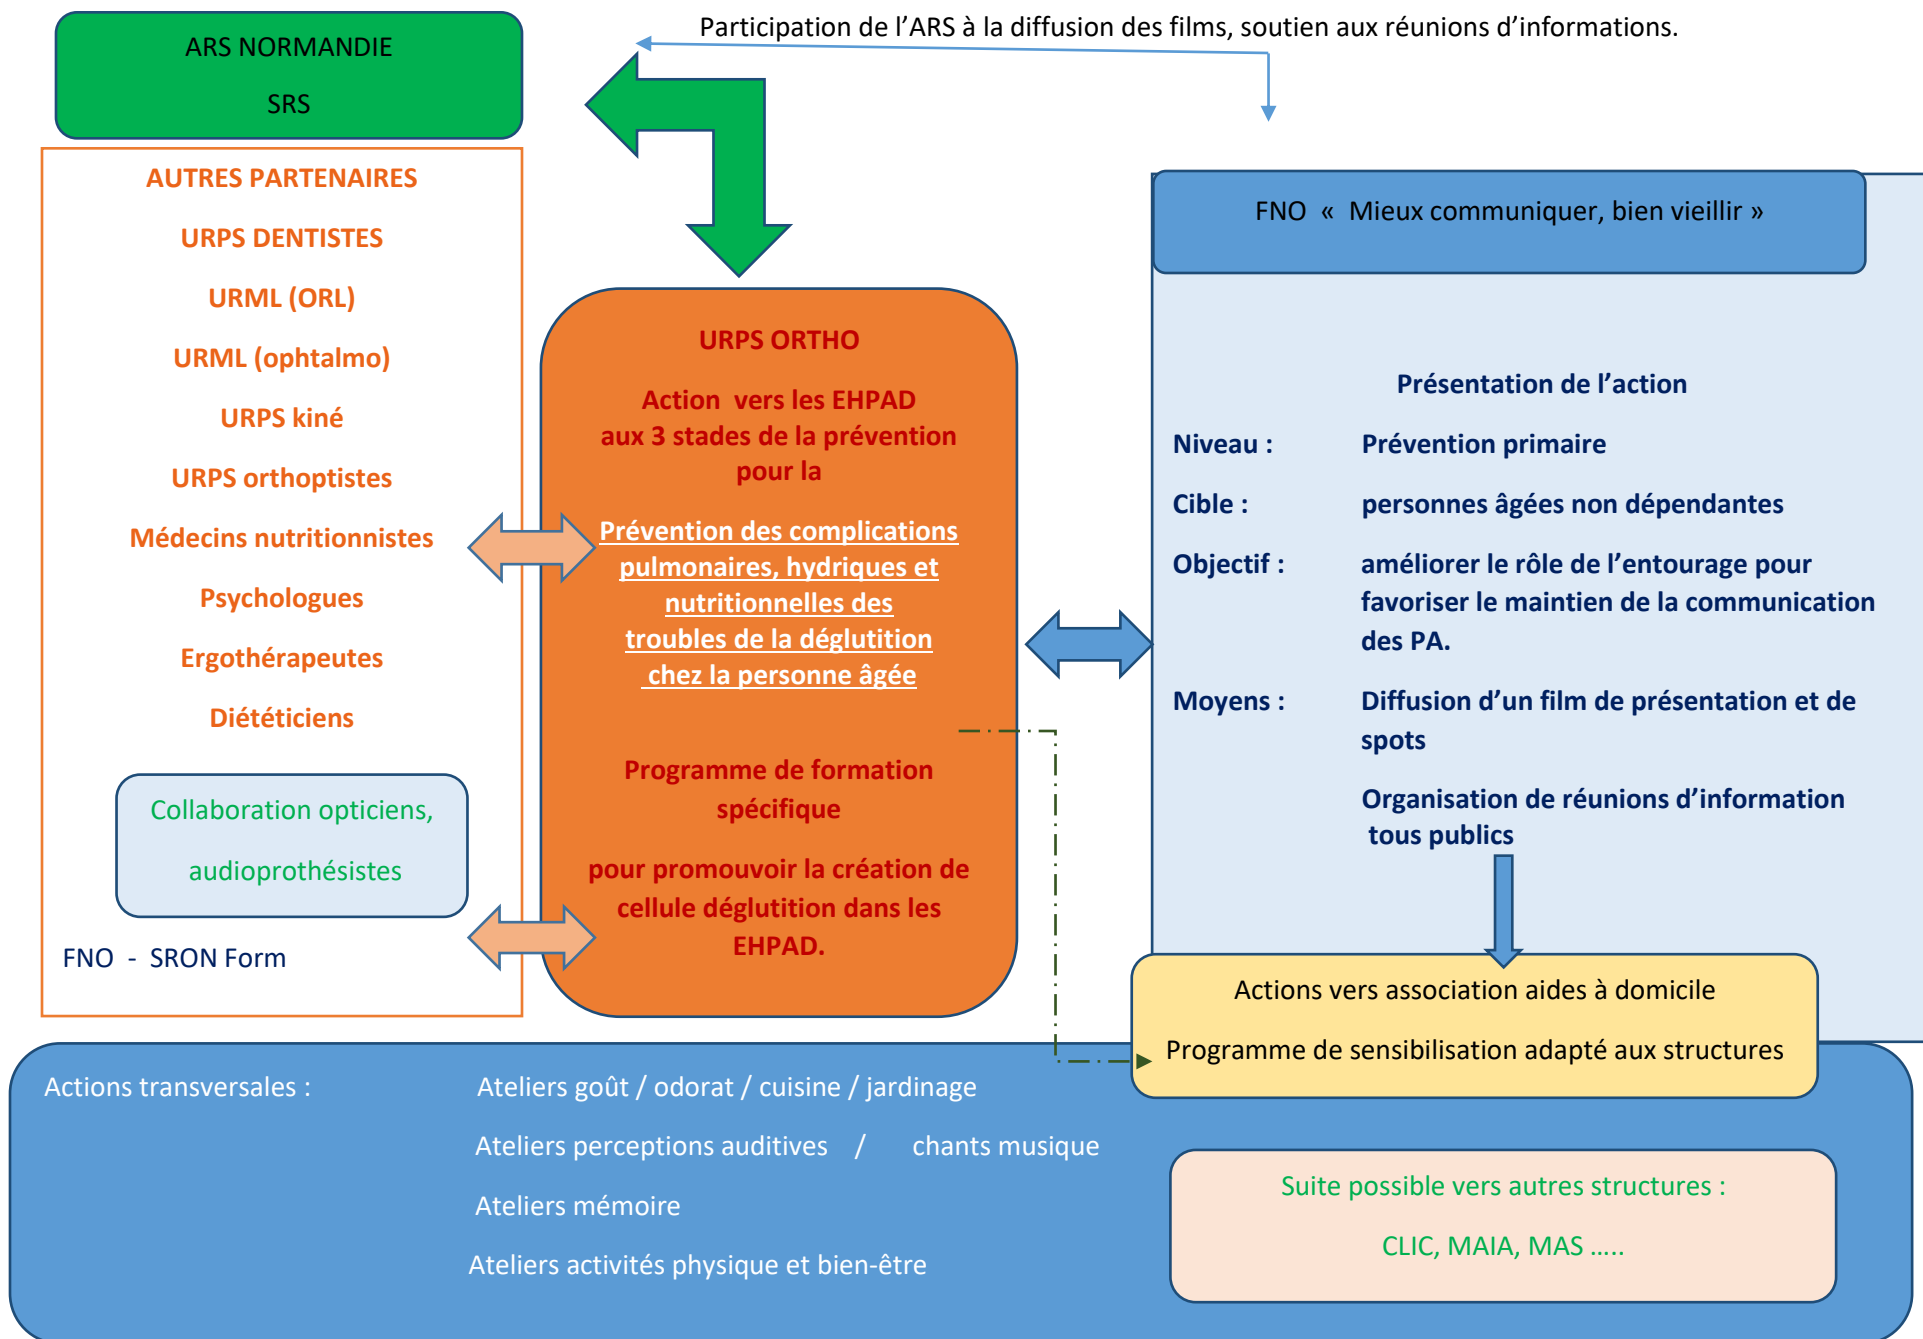 Participation de l’ARS à la diffusion des films, soutien aux réunions d’informations.
ARS NORMANDIE
SRS
AUTRES PARTENAIRES
URPS DENTISTES
URML (ORL)
URML (ophtalmo)
URPS kiné
URPS orthoptistes
Médecins nutritionnistes
Psychologues
Ergothérapeutes
Diététiciens
Collaboration opticiens,
audioprothésistes
FNO - SRON Form
URPS ORTHO
Action vers les EHPAD
aux 3 stades de la prévention
pour la
Prévention des complications
pulmonaires, hydriques et
nutritionnelles des
troubles de la déglutition
chez la personne âgée
Programme de formation
spécifique
pour promouvoir la création de
cellule déglutition dans les
EHPAD.
FNO « Mieux communiquer, bien vieillir »
Présentation de l’action
Niveau : Prévention primaire
Cible : personnes âgées non dépendantes
Objectif : améliorer le rôle de l’entourage pour
favoriser le maintien de la communication
des PA.
Moyens : Diffusion d’un film de présentation et de
spots
Organisation de réunions d’information
tous publics
Actions vers association aides à domicile
Programme de sensibilisation adapté aux structures
Actions transversales : Ateliers goût / odorat / cuisine / jardinage
Ateliers perceptions auditives / chants musique
Ateliers mémoire
Ateliers activités physique et bien-être
Suite possible vers autres structures :
CLIC, MAIA, MAS …..